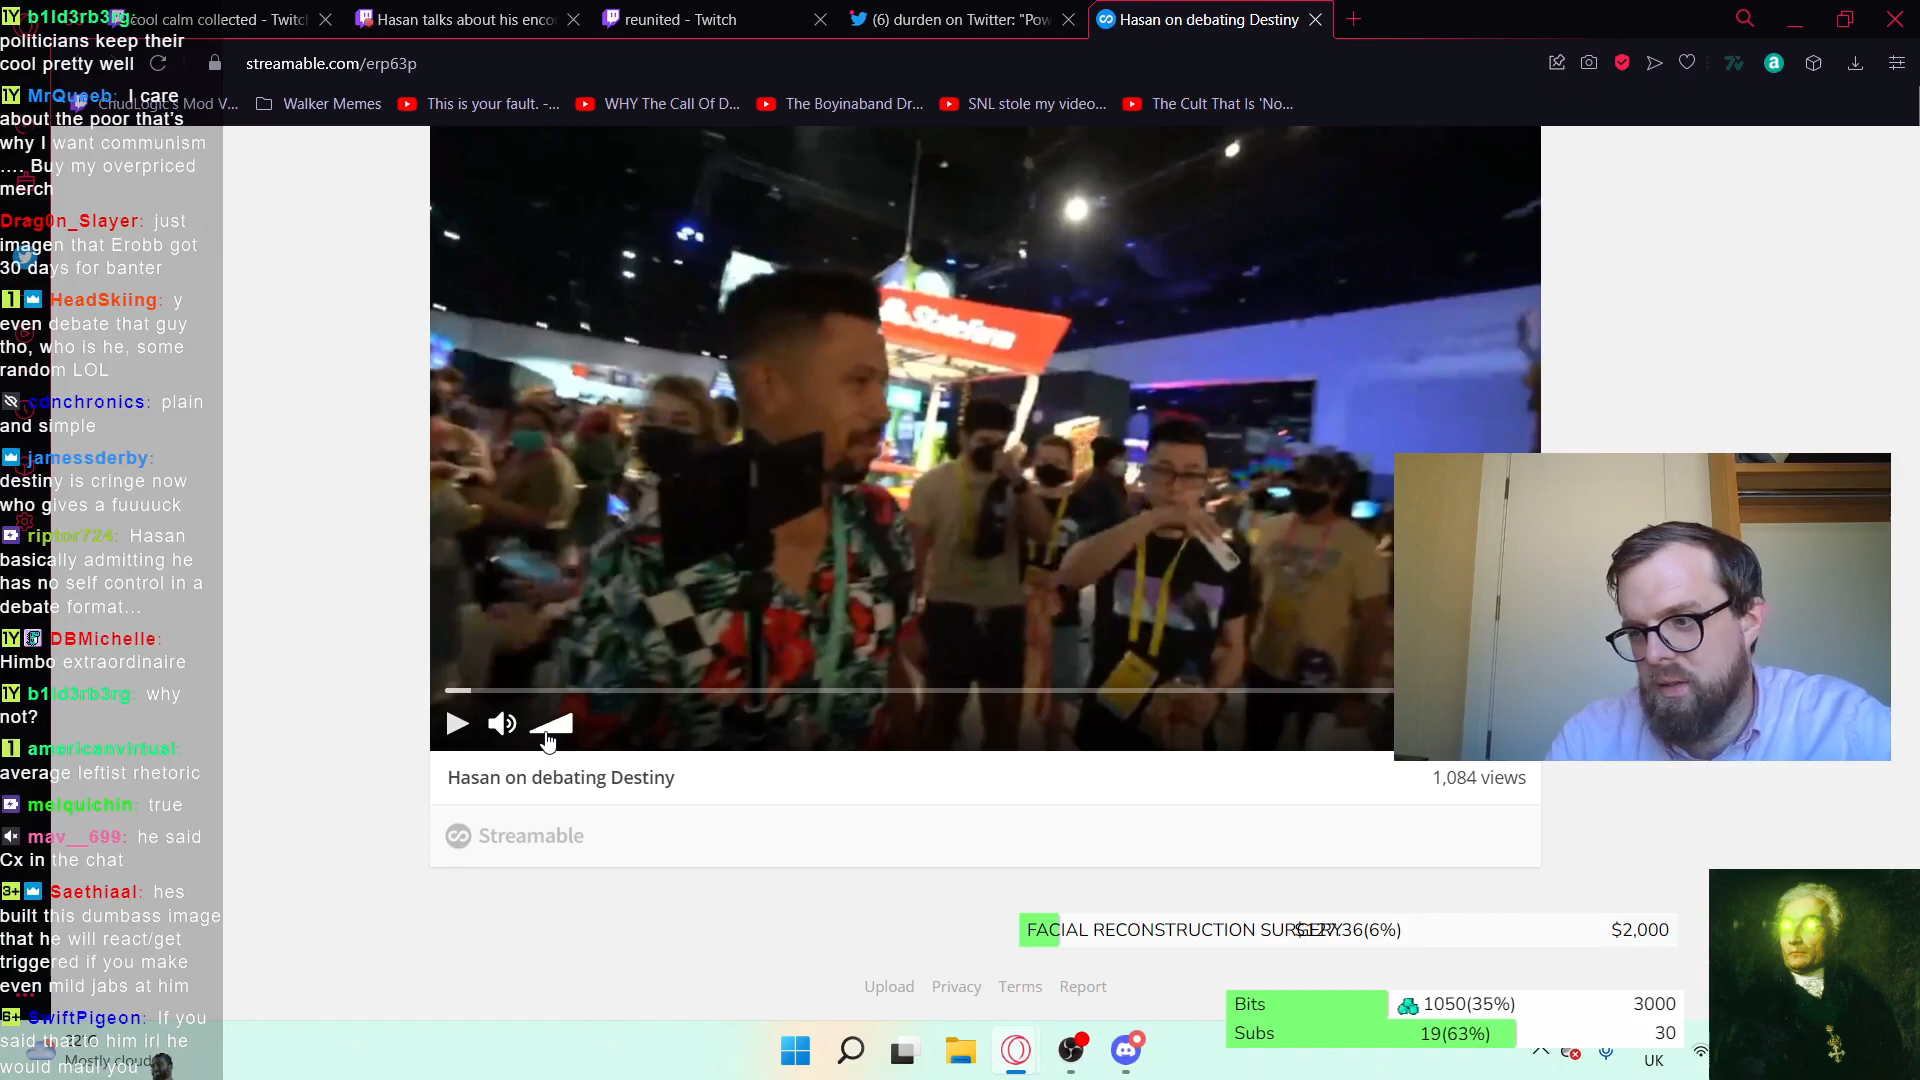 b1ld3rb3rg:
politicians keep their
cool pretty well
MrQueeb: I care
about the poor that's
why I want communism
.... Buy my overpriced
merch
Drag0n_Slayer: just
imagen that Erobb got
30 days for banter
HeadSkiing: y
even debate that guy
tho, who is he, some
random LOL
cdnchronics: plain
and simple
jamessderby:
destiny is cringe now
who gives a fuuuuck
riptor724: Hasan
basically admitting he
has no self control in a
debate format...
DBMichelle:
Himbo extraordinaire
b1ld3rb3rg: why
not?
americanvirtual:
average leftist rhetoric
melquichin: true
mav__699: he said
Cx in the chat
Saethiaal: hes
built this dumbass image
that he will react/get
triggered if you make
even mild jabs at him
SwiftPigeon: If you
said that to him irl he
would maul you
cool calm collected - Twitch
Hasan talks about his enco
reunited - Twitch
(6) durden on Twitter: "Pow
Hasan on debating Destiny
streamable.com/erp63p
ChudLogic's Mod V...
Walker Memes
This is your fault. -...
WHY The Call Of D...
The Boyinaband Dr...
SNL stole my video...
The Cult That Is 'No...
StateFarm
Hasan on debating Destiny
1,084 views
Streamable
FACIAL RECONSTRUCTION SURGERY
(6%)
$2,000
Upload Privacy Terms Report
Bits 1050(35%) 3000
Subs 19(63%) 30
22°C
Mostly cloudy
UK